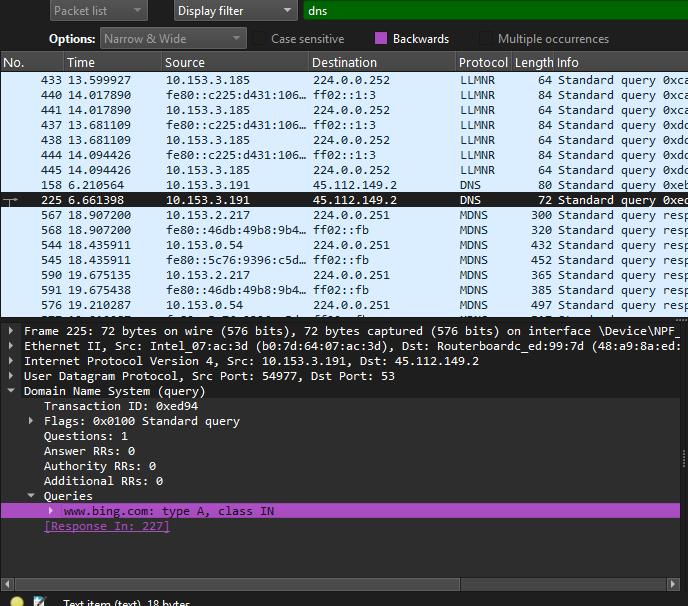 Packet list Display filter dns
Options: Narrow & Wide Case sensitive Backwards Multiple occurrences
No. Time Source Destination Protocol Length Info
433 13.599927 10.153.3.185 224.0.0.252 LLMNR 64 Standard query 0xca
440 14.017890 fe80::c225:d431:106… ff02::1:3 LLMNR 84 Standard query 0xca
441 14.017890 10.153.3.185 224.0.0.252 LLMNR 64 Standard query 0xca
437 13.681109 fe80::c225:d431:106… ff02::1:3 LLMNR 84 Standard query 0xdc
438 13.681109 10.153.3.185 224.0.0.252 LLMNR 64 Standard query 0xdc
444 14.094426 fe80::c225:d431:106… ff02::1:3 LLMNR 84 Standard query 0xdc
445 14.094426 10.153.3.185 224.0.0.252 LLMNR 64 Standard query 0xdc
158 6.210564 10.153.3.191 45.112.149.2 DNS 80 Standard query 0xeb
225 6.661398 10.153.3.191 45.112.149.2 DNS 72 Standard query 0xed
567 18.907200 10.153.2.217 224.0.0.251 MDNS 300 Standard query resp
568 18.907200 fe80::46db:49b8:9b4… ff02::fb MDNS 320 Standard query resp
544 18.435911 10.153.0.54 224.0.0.251 MDNS 432 Standard query resp
545 18.435911 fe80::5c76:9396:c5d… ff02::fb MDNS 452 Standard query resp
590 19.675135 10.153.2.217 224.0.0.251 MDNS 365 Standard query resp
591 19.675438 fe80::46db:49b8:9b4… ff02::fb MDNS 385 Standard query resp
576 19.210287 10.153.0.54 224.0.0.251 MDNS 497 Standard query resp
Frame 225: 72 bytes on wire (576 bits), 72 bytes captured (576 bits) on interface \Device\NPF_
Ethernet II, Src: Intel_07:ac:3d (b0:7d:64:07:ac:3d), Dst: Routerboardc_ed:99:7d (48:a9:8a:ed:
Internet Protocol Version 4, Src: 10.153.3.191, Dst: 45.112.149.2
User Datagram Protocol, Src Port: 54977, Dst Port: 53
Domain Name System (query)
Transaction ID: 0xed94
Flags: 0x0100 Standard query
Questions: 1
Answer RRs: 0
Authority RRs: 0
Additional RRs: 0
Queries
www.bing.com: type A, class IN
[Response In: 227]
Text item (text), 18 bytes